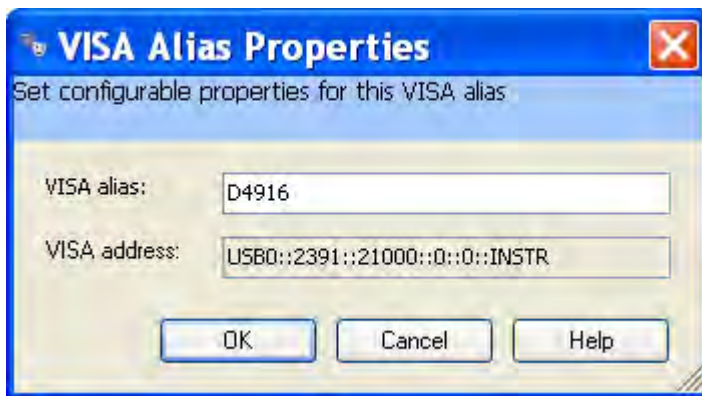 VISA Alias Properties
Set configurable properties for this VISA alias
VISA alias: D4916
VISA address: USB0::2391::21000::0::0::INSTR
OK Cancel Help